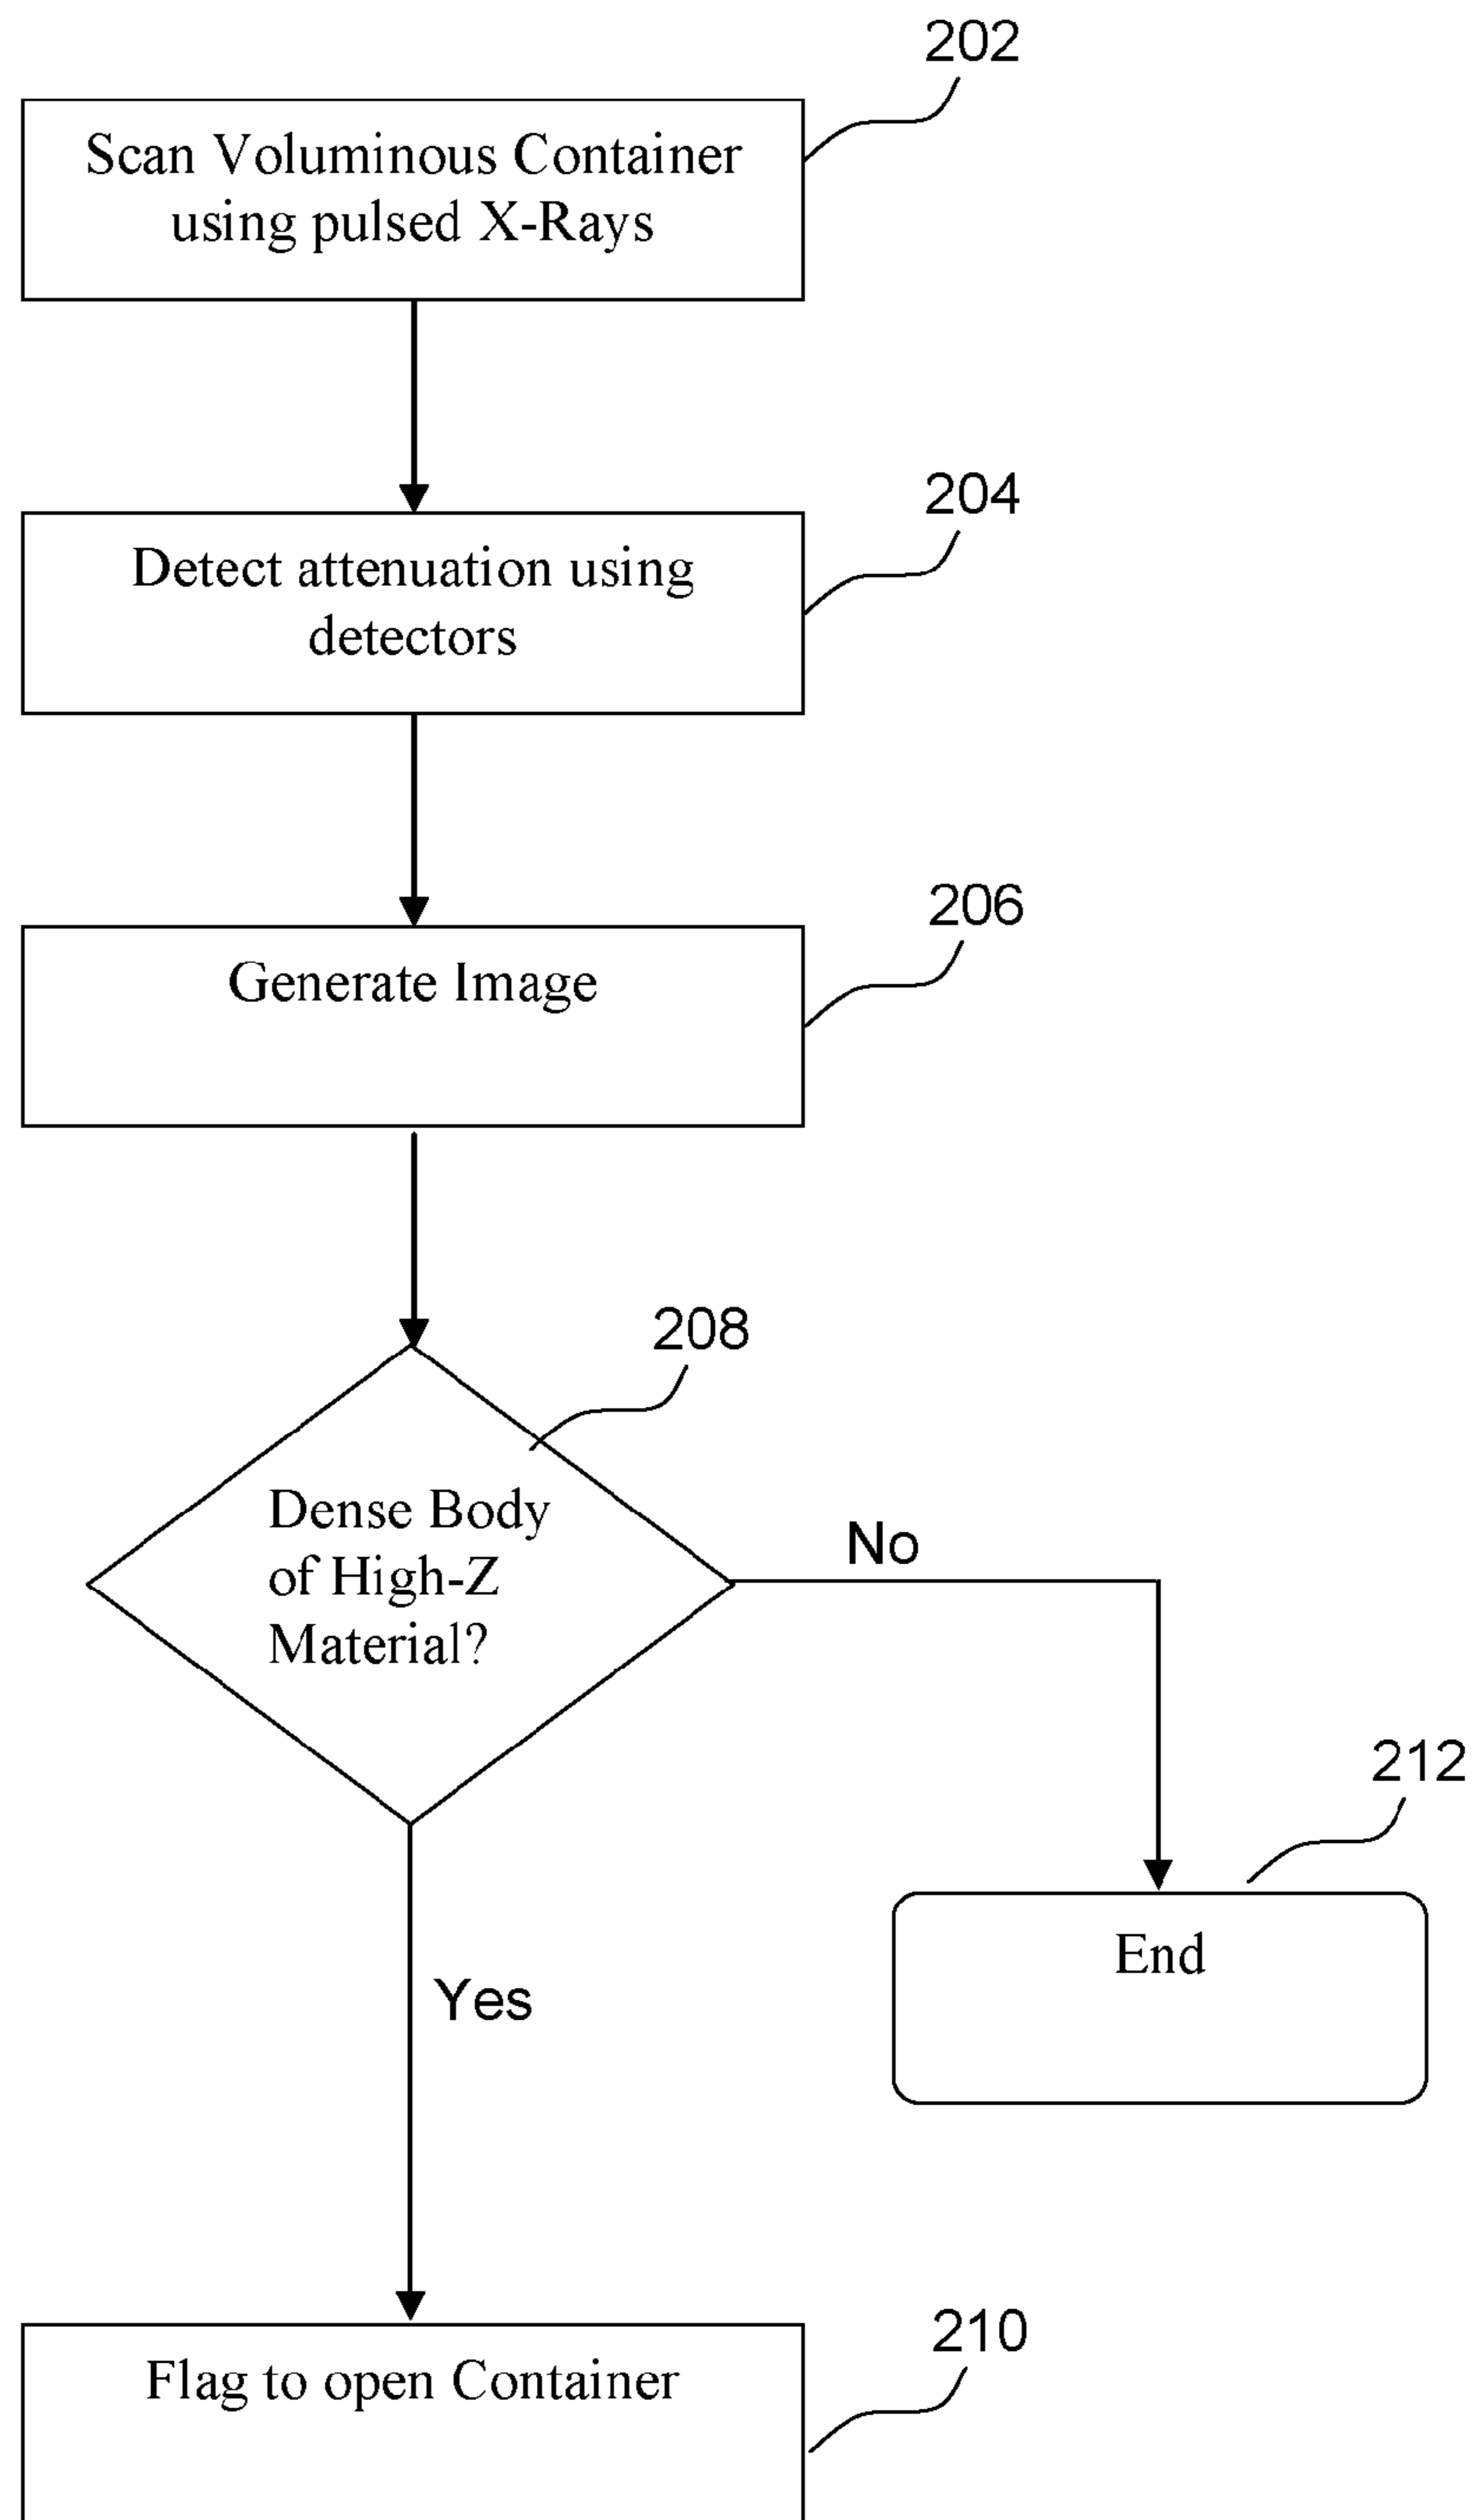 202
Scan Voluminous Container
using pulsed X-Rays
204
Detect attenuation using
detectors
206
Generate Image
208
Dense Body
of High-Z
Material?
No
212
End
Yes
210
Flag to open Container